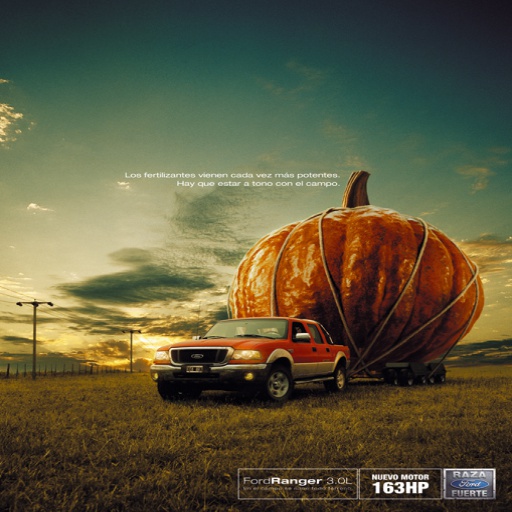 Los fertilizantes vienen cada vez más potentes.
Hay que estar a tono con el campo.
FordRanger 3.0L
NUEVO MOTOR
163HP
RAZA
Ford
FUERTE